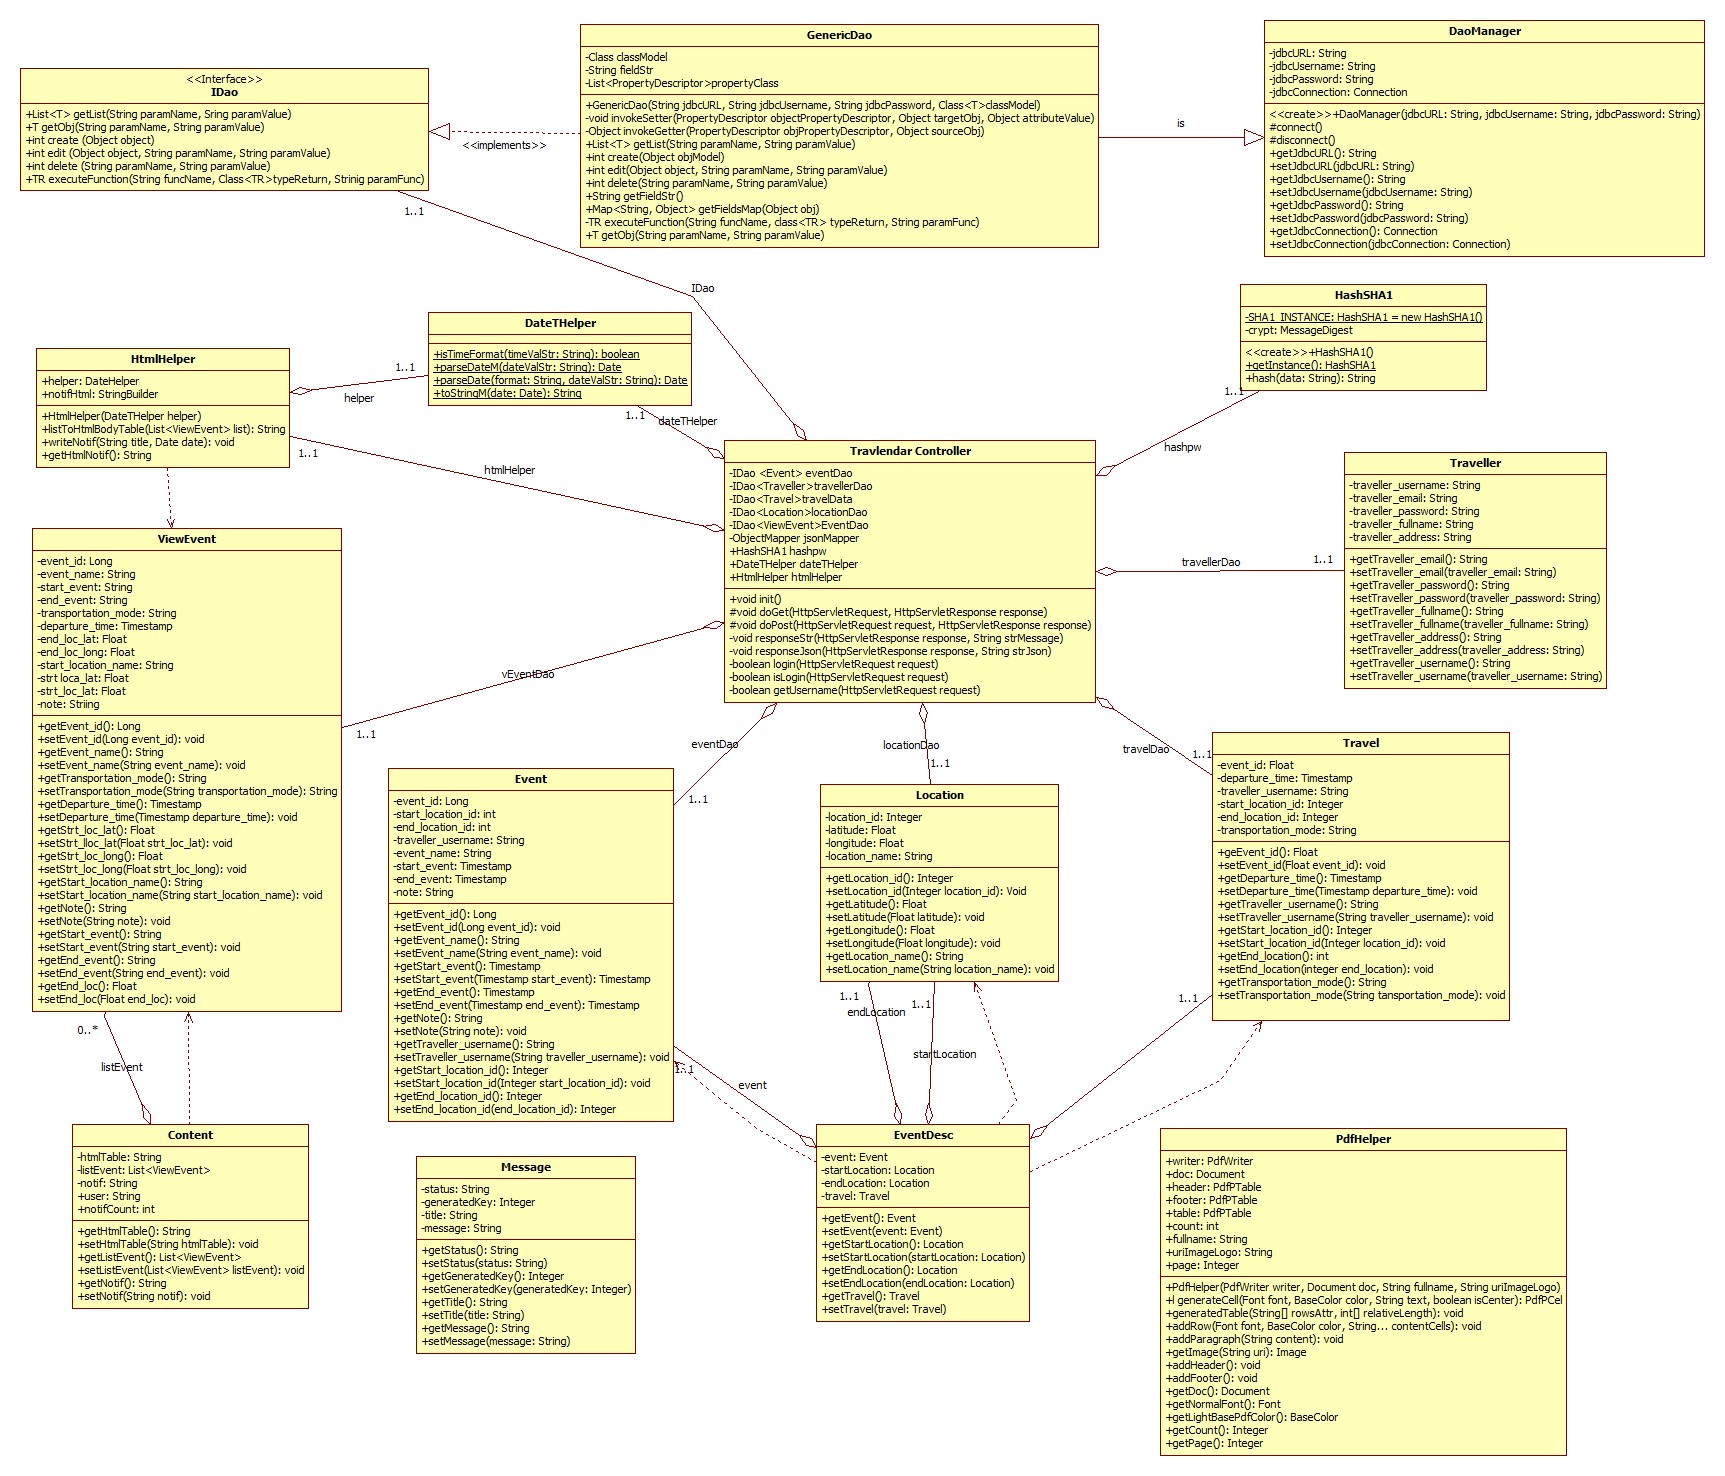 <<Interface>>
IDao
+List<T> getList(String paramName, Sring paramValue)
+T getObj(String paramName, String paramValue)
+int create (Object object)
+int edit (Object object, String paramName, String paramValue)
+int delete (String paramName, String paramValue)
+TR executeFunction(String funcName, Class<TR>typeReturn, Strinig paramFunc)
1..1
<<implements>>
GenericDao
-Class classModel
-String fieldStr
-List<PropertyDescriptor>propertyClass
+GenericDao(String jdbcURL, String jdbcUsername, String jdbcPassword, Class<T>classModel)
-void invokeSetter(PropertyDescriptor objectPropertyDescriptor, Object targetObj, Object attributeValue)
-Object invokeGetter(PropertyDescriptor objPropertyDescriptor, Object sourceObj)
+List<T> getList(String paramName, String paramValue)
+int create(Object objModel)
+int edit(Object object, String paramName, String paramValue)
+int delete(String paramName, String paramValue)
+String getFieldStr()
+Map<String, Object> getFieldsMap(Object obj)
-TR executeFunction(String funcName, class<TR> typeReturn, String paramFunc)
+T getObj(String paramName, String paramValue)
is
DaoManager
-jdbcURL: String
-jdbcUsername: String
-jdbcPassword: String
-jdbcConnection: Connection
<<create>>+DaoManager(jdbcURL: String, jdbcUsername: String, jdbcPassword: String)
#connect()
#disconnect()
+getJdbcURL(): String
+setJdbcURL(jdbcURL: String)
+getJdbcUsername(): String
+setJdbcUsername(jdbcUsername: String)
+getJdbcPassword(): String
+setJdbcPassword(jdbcPassword: String)
+getJdbcConnection(): Connection
+setJdbcConnection(jdbcConnection: Connection)
IDao
HashSHA1
-SHA1_INSTANCE: HashSHA1 = new HashSHA1()
-crypt: MessageDigest
<<create>>+HashSHA1()
+getInstance(): HashSHA1
+hash(data: String): String
1..1
hashpw
DateTHelper
+isTimeFormat(timeValStr: String): boolean
+parseDateM(dateValStr: String): Date
+parseDate(format: String, dateValStr: String): Date
+toStringM(date: Date): String
1..1
dateTHelper
HtmlHelper
+helper: DateHelper
+notifHtml: StringBuilder
+HtmlHelper(DateTHelper helper)
+listToHtmlBodyTable(List<ViewEvent> list): String
+writeNotif(String title, Date date): void
+getHtmlNotif(): String
1..1
helper
1..1
htmlHelper
Travlendar Controller
-IDao <Event> eventDao
-IDao<Traveller>travellerDao
-IDao<Travel>travelData
-IDao<Location>locationDao
-IDao<ViewEvent>EventDao
-ObjectMapper jsonMapper
+HashSHA1 hashpw
+DateTHelper dateTHelper
+HtmlHelper htmlHelper
+void init()
#void doGet(HttpServletRequest, HttpServletResponse response)
#void doPost(HttpServletRequest request, HttpServletResponse response)
-void responseStr(HttpServletResponse response, String strMessage)
-void responseJson(HttpServletResponse response, String strJson)
-boolean login(HttpServletRequest request)
-boolean isLogin(HttpServletRequest request)
-boolean getUsername(HttpServletRequest request)
travellerDao
1..1
Traveller
-traveller_username: String
-traveller_email: String
-traveller_password: String
-traveller_fullname: String
-traveller_address: String
+getTraveller_email(): String
+setTraveller_email(traveller_email: String)
+getTraveller_password(): String
+setTraveller_password(traveller_password: String)
+getTraveller_fullname(): String
+setTraveller_fullname(traveller_fullname: String)
+getTraveller_address(): String
+setTraveller_address(traveller_address: String)
+getTraveller_username(): String
+setTraveller_username(traveller_username: String)
ViewEvent
-event_id: Long
-event_name: String
-start_event: String
-end_event: String
-transportation_mode: String
-departure_time: Timestamp
-end_loc_lat: Float
-end_loc_long: Float
-start_location_name: String
-strt loca_lat: Float
-strt_loc_lat: Float
-note: Striing
+getEvent_id(): Long
+setEvent_id(Long event_id): void
+getEvent_name(): String
+setEvent_name(String event_name): void
+getTransportation_mode(): String
+setTransportation_mode(String transportation_mode): String
+getDeparture_time(): Timestamp
+setDeparture_time(Timestamp departure_time): void
+getStrt_loc_lat(): Float
+setStrt_lloc_lat(Float strt_loc_lat): void
+getStrt_loc_long(): Float
+setStrt_loc_long(Float strt_loc_long): void
+getStart_location_name(): String
+setStart_location_name(String start_location_name): void
+getNote(): String
+setNote(String note): void
+getStart_event(): String
+setStart_event(String start_event): void
+getEnd_event(): String
+setEnd_event(String end_event): void
+getEnd_loc(): Float
+setEnd_loc(Float end_loc): void
vEventDao
1..1
eventDao
1..1
locationDao
1..1
travelDao
1..1
Event
-event_id: Long
-start_location_id: int
-end_location_id: int
-traveller_username: String
-event_name: String
-start_event: Timestamp
-end_event: Timestamp
-note: String
+getEvent_id(): Long
+setEvent_id(Long event_id): void
+getEvent_name(): String
+setEvent_name(String event_name): void
+getStart_event(): Timestamp
+setStart_event(Timestamp start_event): Timestamp
+getEnd_event(): Timestamp
+setEnd_event(Timestamp end_event): Timestamp
+getNote(): String
+setNote(String note): void
+getTraveller_username(): String
+setTraveller_username(String traveller_username): void
+getStart_location_id(): Integer
+setStart_location_id(Integer start_location_id): void
+getEnd_location_id(): Integer
+setEnd_location_id(end_location_id): Integer
Location
-location_id: Integer
-latitude: Float
-longitude: Float
-location_name: String
+getLocation_id(): Integer
+setLocation_id(Integer location_id): Void
+getLatitude(): Float
+setLatitude(Float latitude): void
+getLongitude(): Float
+setLongitude(Float longitude): void
+getLocation_name(): String
+setLocation_name(String location_name): void
Travel
-event_id: Float
-departure_time: Timestamp
-traveller_username: String
-start_location_id: Integer
-end_location_id: Integer
-transportation_mode: String
+geEvent_id(): Float
+setEvent_id(Float event_id): void
+getDeparture_time(): Timestamp
+setDeparture_time(Timestamp departure_time): void
+getTraveller_username(): String
+setTraveller_username(String traveller_username): void
+getStart_location_id(): Integer
+setStart_location_id(Integer location_id): void
+getEnd_location(): int
+setEnd_location(integer end_location): void
+getTransportation_mode(): String
+setTransportation_mode(String tansportation_mode): void
1..1
endLocation
1..1
startLocation
1..1
1..1
event
0..*
listEvent
Content
-htmlTable: String
-listEvent: List<ViewEvent>
-notif: String
+user: String
+notifCount: int
+getHtmlTable(): String
+setHtmlTable(String htmlTable): void
+getListEvent(): List<ViewEvent>
+setListEvent(List<ViewEvent> listEvent): void
+getNotif(): String
+setNotif(String notif): void
Message
-status: String
-generatedKey: Integer
-title: String
-message: String
+getStatus(): String
+setStatus(status: String)
+getGeneratedKey(): Integer
+setGeneratedKey(generatedKey: Integer)
+getTitle(): String
+setTitle(title: String)
+getMessage(): String
+setMessage(message: String)
EventDesc
-event: Event
-startLocation: Location
-endLocation: Location
-travel: Travel
+getEvent(): Event
+setEvent(event: Event)
+getStartLocation(): Location
+setStartLocation(startLocation: Location)
+getEndLocation(): Location
+setEndLocation(endLocation: Location)
+getTravel(): Travel
+setTravel(travel: Travel)
PdfHelper
+writer: PdfWriter
+doc: Document
+header: PdfPTable
+footer: PdfPTable
+table: PdfPTable
+count: int
+fullname: String
+uriImageLogo: String
+page: Integer
+PdfHelper(PdfWriter writer, Document doc, String fullname, String uriImageLogo)
+l generateCell(Font font, BaseColor color, String text, boolean isCenter): PdfPCel
+generatedTable(String[] rowsAttr, int[] relativeLength): void
+addRow(Font font, BaseColor color, String... contentCells): void
+addParagraph(String content): void
+getImage(String uri): Image
+addHeader(): void
+addFooter(): void
+getDoc(): Document
+getNormalFont(): Font
+getLightBasePdfColor(): BaseColor
+getCount(): Integer
+getPage(): Integer